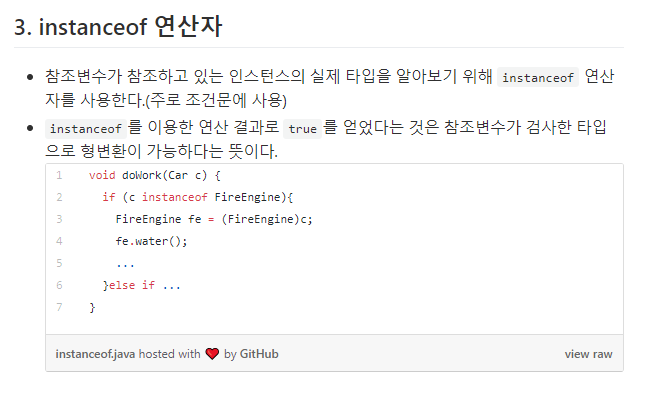 3. instanceof 연산자
참조변수가 참조하고 있는 인스턴스의 실제 타입을 알아보기 위해 instanceof 연산
자를 사용한다.(주로 조건문에 사용)
instanceof 를 이용한 연산 결과로 true 를 얻었다는 것은 참조변수가 검사한 타입
으로 형변환이 가능하다는 뜻이다.
1 void doWork(Car c) {
2 if (c instanceof FireEngine){
3 FireEngine fe = (FireEngine)c;
4 fe.water();
5 ...
6 }else if ...
7 }
instanceof.java hosted with ❤ by GitHub view raw